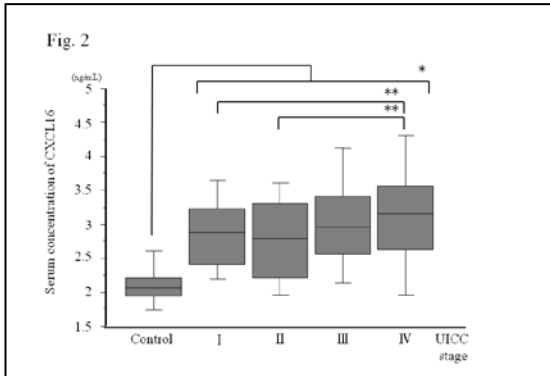 Fig. 2
(ng/mL)
*
**
**
5
4.5
4
3.5
3
2.5
2
1.5
Serum concentration of CXCL16
Control I II III IV UICC
stage